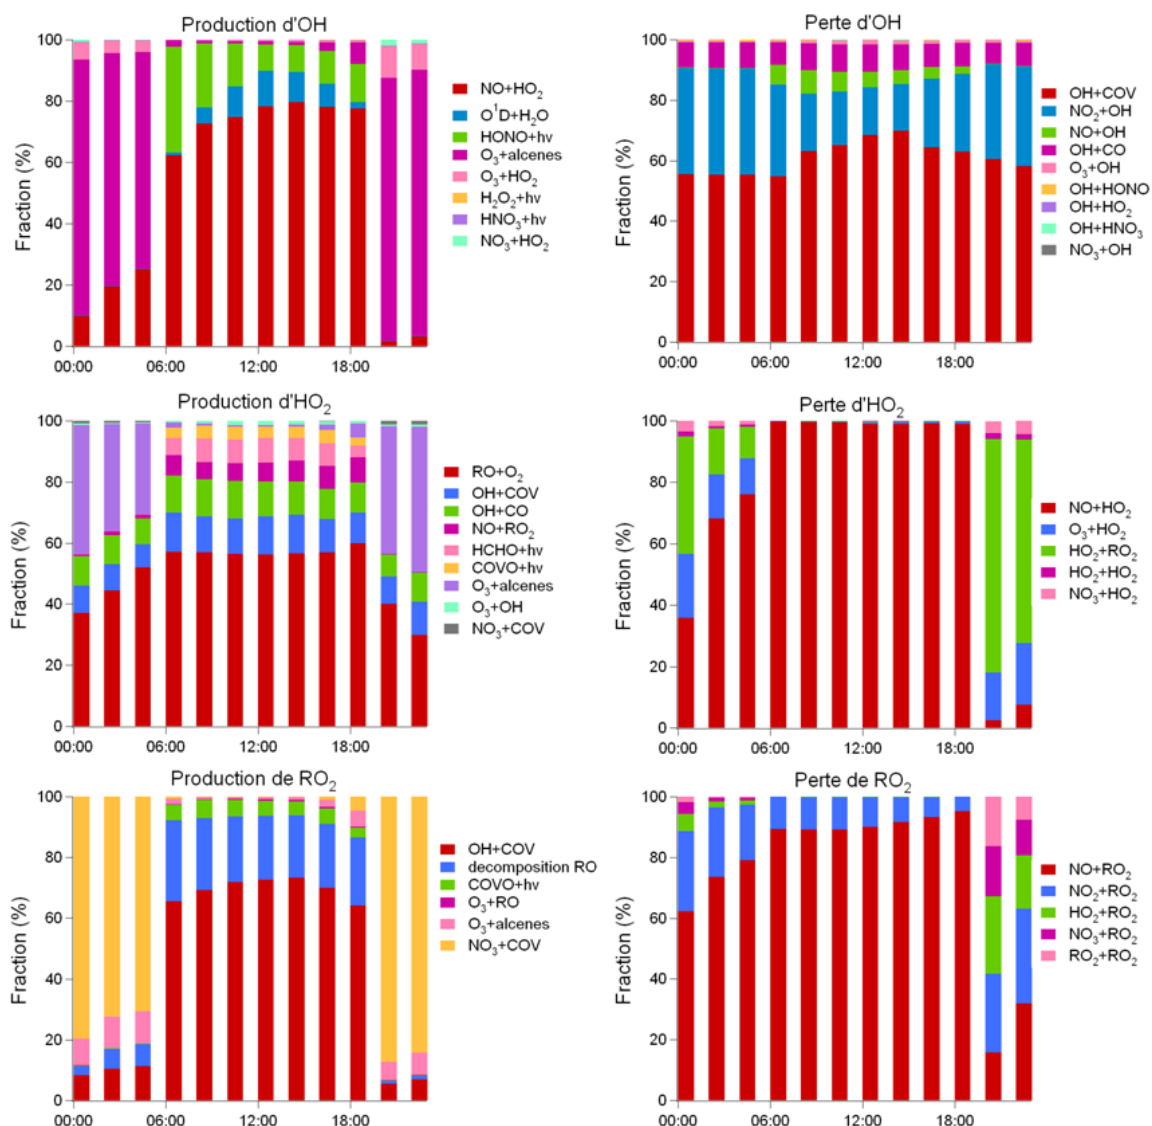 Production d'OH
Fraction (%)
100
80
60
40
20
0
00:00 06:00 12:00 18:00
NO+HO₂
O¹D+H₂O
HONO+hv
O₃+alcenes
O₃+HO₂
H₂O₂+hv
HNO₃+hv
NO₃+HO₂
Perte d'OH
Fraction (%)
100
80
60
40
20
0
00:00 06:00 12:00 18:00
OH+COV
NO₂+OH
NO+OH
OH+CO
O₃+OH
OH+HONO
OH+HO₂
OH+HNO₃
NO₃+OH
Production d'HO₂
Fraction (%)
100
80
60
40
20
0
00:00 06:00 12:00 18:00
RO+O₂
OH+COV
OH+CO
NO+RO₂
HCHO+hv
COVO+hv
O₃+alcenes
O₃+OH
NO₃+COV
Perte d'HO₂
Fraction (%)
100
80
60
40
20
0
00:00 06:00 12:00 18:00
NO+HO₂
O₃+HO₂
HO₂+RO₂
HO₂+HO₂
NO₃+HO₂
Production de RO₂
Fraction (%)
100
80
60
40
20
0
00:00 06:00 12:00 18:00
OH+COV
decomposition RO
COVO+hv
O₃+RO
O₃+alcenes
NO₃+COV
Perte de RO₂
Fraction (%)
100
80
60
40
20
0
00:00 06:00 12:00 18:00
NO+RO₂
NO₂+RO₂
HO₂+RO₂
NO₃+RO₂
RO₂+RO₂